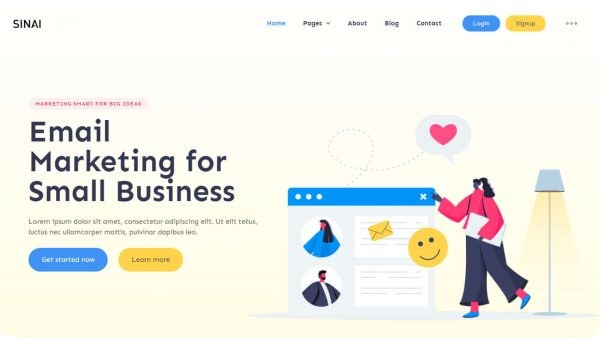 SINAI
Home Pages About Blog Contact Login Signup
MARKETING SMART FOR BIG IDEAS
Email
Marketing for
Small Business
Lorem ipsum dolor sit amet, consectetur adipiscing elit. Ut elit tellus,
luctus nec ullamcorper mattis, pulvinar dapibus leo.
Get started now Learn more